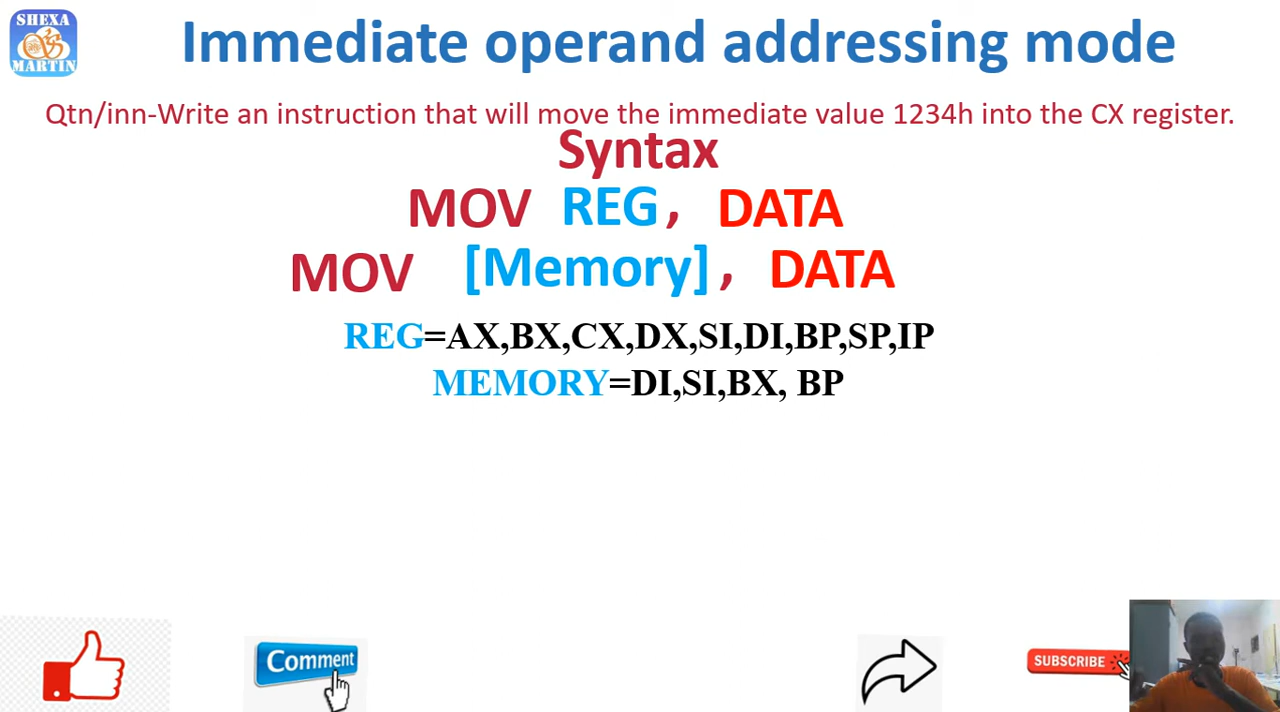 SHEXA
MARTIN
Immediate operand addressing mode
Qtn/inn-Write an instruction that will move the immediate value 1234h into the CX register.
Syntax
MOV REG, DATA
MOV [Memory], DATA
REG=AX,BX,CX,DX,SI,DI,BP,SP,IP
MEMORY=DI,SI,BX, BP
Comment
SUBSCRIBE